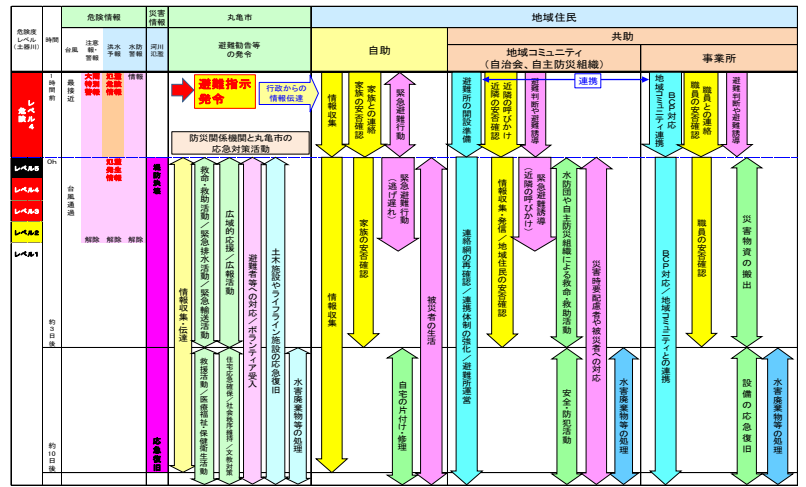 危険度
レベル
(土器川)
時間
危険情報
災害
情報
丸亀市
地域住民
台風
注意
報・
警報
洪水
予報
水防
警報
河川
氾濫
避難勧告等
の発令
自助
共助
地域コミュニティ
(自治会、自主防災組織)
事業所
レベル4
危険
1時間前
最接近
大雨
特別
警報
氾濫
危険
情報
情報
避難指示
発令
行政からの
情報伝達
防災関係機関と丸亀市の
応急対策活動
情報収集
家族との連絡
家族の安否確認
緊急避難行動
避難所の開設準備
近隣の呼びかけ
近隣の安否確認
避難判断や避難誘導
連携
BCP対応
地域コミュニティ連携
職員との連絡
職員の安否確認
避難判断や避難誘導
0h
レベル5
レベル4
レベル3
レベル2
レベル1
台風通過
氾濫
発生
情報
解除
解除
解除
堤防決壊
応急復旧
約3日後
約10日後
情報収集・伝達
救命・救助活動/緊急排水活動/緊急輸送活動
広域的応援/広報活動
避難者等への対応/ボランティア受入
土木施設やライフライン施設の応急復旧
救援活動/医療福祉・保健衛生活動
住宅応急確保/社会秩序維持/文教対策
水害廃棄物等の処理
情報収集
家族の安否確認
緊急避難行動
(逃げ遅れ)
自宅の片付け・修理
被災者の生活
連絡網の再確認/連携体制の強化/避難所運営
情報収集・発信/地域住民の安否確認
緊急避難誘導
(近隣の呼びかけ)
水防団や自主防災組織による救命・救助活動
安全・防犯活動
災害時要配慮者や被災者への対応
水害廃棄物等の処理
BCP対応/地域コミュニティとの連携
職員の安否確認
災害物資の搬出
設備の応急復旧
水害廃棄物等の処理